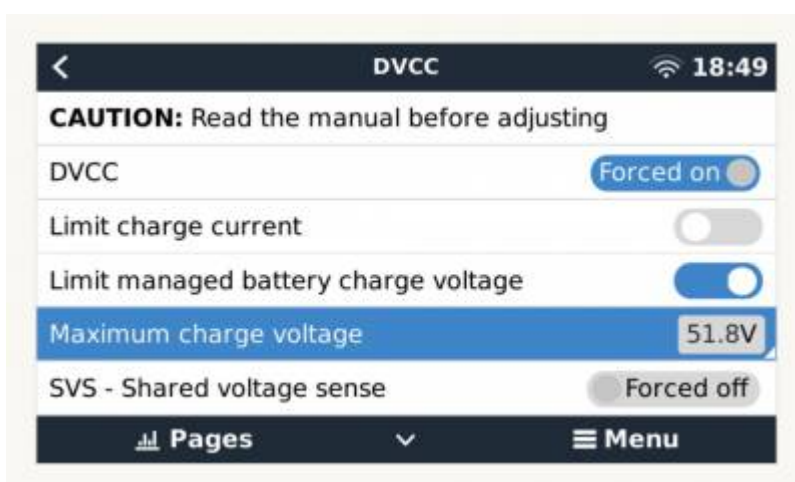 DVCC 18:49
CAUTION: Read the manual before adjusting
DVCC Forced on
Limit charge current
Limit managed battery charge voltage
Maximum charge voltage 51.8V
SVS - Shared voltage sense Forced off
Pages Menu